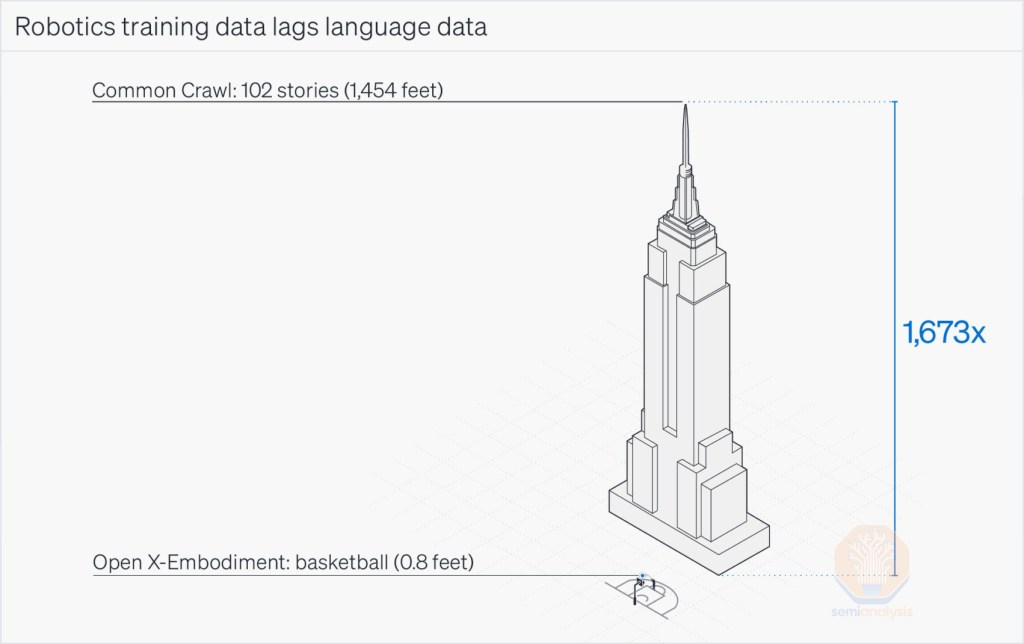 Robotics training data lags language data
Common Crawl: 102 stories (1,454 feet)
1,673x
Open X-Embodiment: basketball (0.8 feet)
semianalysis